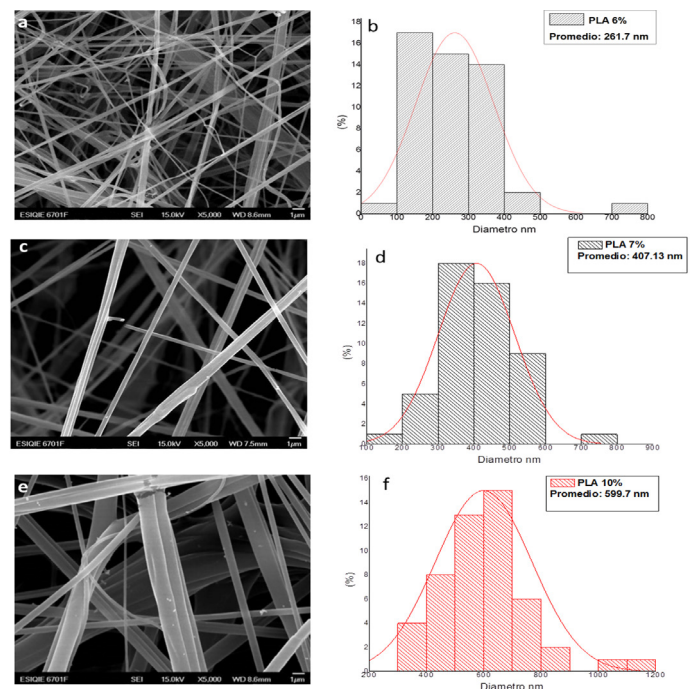 a
ESIQIE 6701F SEI 15.0kV X5,000 WD 8.6mm 1μm
b
PLA 6%
Promedio: 261.7 nm
18
16
14
12
10
8
6
4
2
0
(%)
0 100 200 300 400 500 600 700 800
Diametro nm
c
ESIQIE 6701F SEI 15.0kV X5,000 WD 7.5mm 1μm
d
PLA 7%
Promedio: 407.13 nm
18
16
14
12
10
8
6
4
2
0
(%)
100 200 300 400 500 600 700 800 900
Diametro nm
e
ESIQIE 6701F SEI 15.0kV X5,000 WD 8.6mm 1μm
f
PLA 10%
Promedio: 599.7 nm
16
14
12
10
8
6
4
2
0
(%)
200 400 600 800 1000 1200
Diametro nm